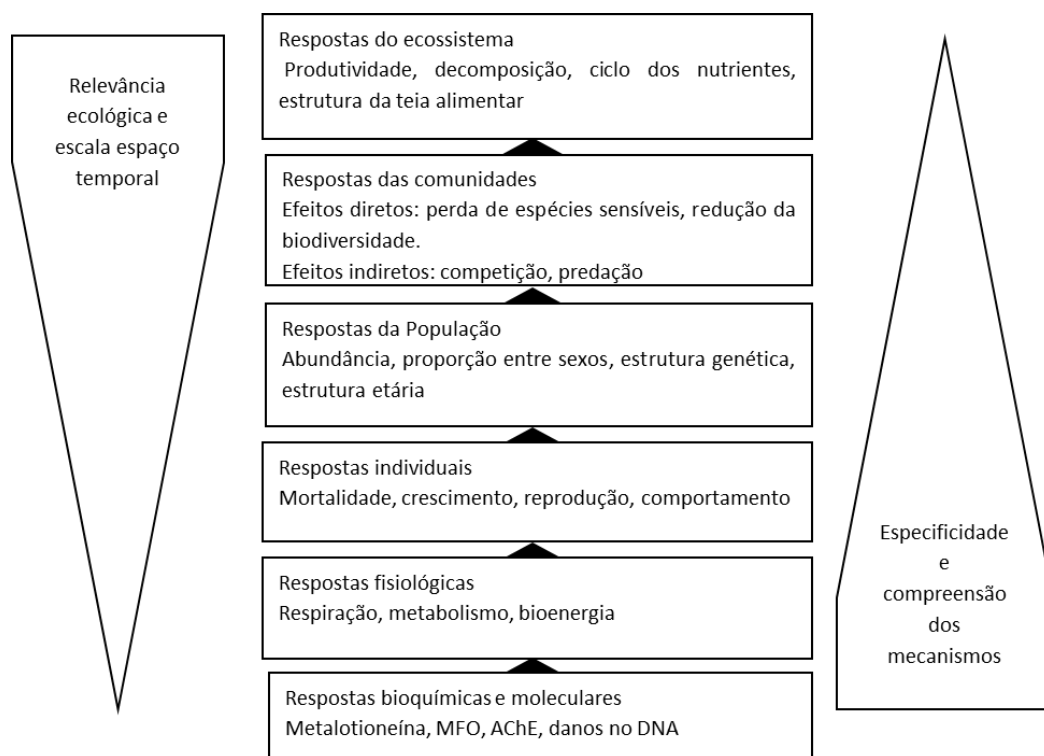 Relevância
ecológica e
escala espaço
temporal
Respostas do ecossistema
Produtividade, decomposição, ciclo dos nutrientes,
estrutura da teia alimentar
Respostas das comunidades
Efeitos diretos: perda de espécies sensíveis, redução da
biodiversidade.
Efeitos indiretos: competição, predação
Respostas da População
Abundância, proporção entre sexos, estrutura genética,
estrutura etária
Respostas individuais
Mortalidade, crescimento, reprodução, comportamento
Respostas fisiológicas
Respiração, metabolismo, bioenergia
Respostas bioquímicas e moleculares
Metalotioneína, MFO, AChE, danos no DNA
Especificidade
e
compreensão
dos
mecanismos